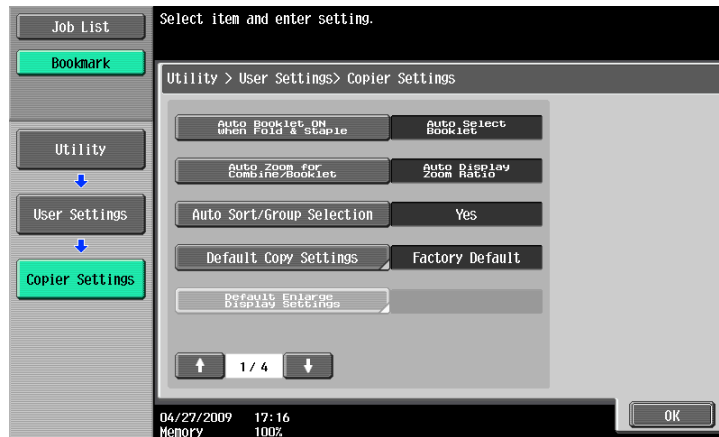 Job List
Bookmark
Utility
User Settings
Copier Settings
Select item and enter setting.
Utility > User Settings> Copier Settings
Auto Booklet ON
when Fold & Staple
Auto Select
Booklet
Auto Zoom for
Combine/Booklet
Auto Display
Zoom Ratio
Auto Sort/Group Selection
Yes
Default Copy Settings
Factory Default
Default Enlarge
Display Settings
1/ 4
04/27/2009 17:16
Memory 100%
OK